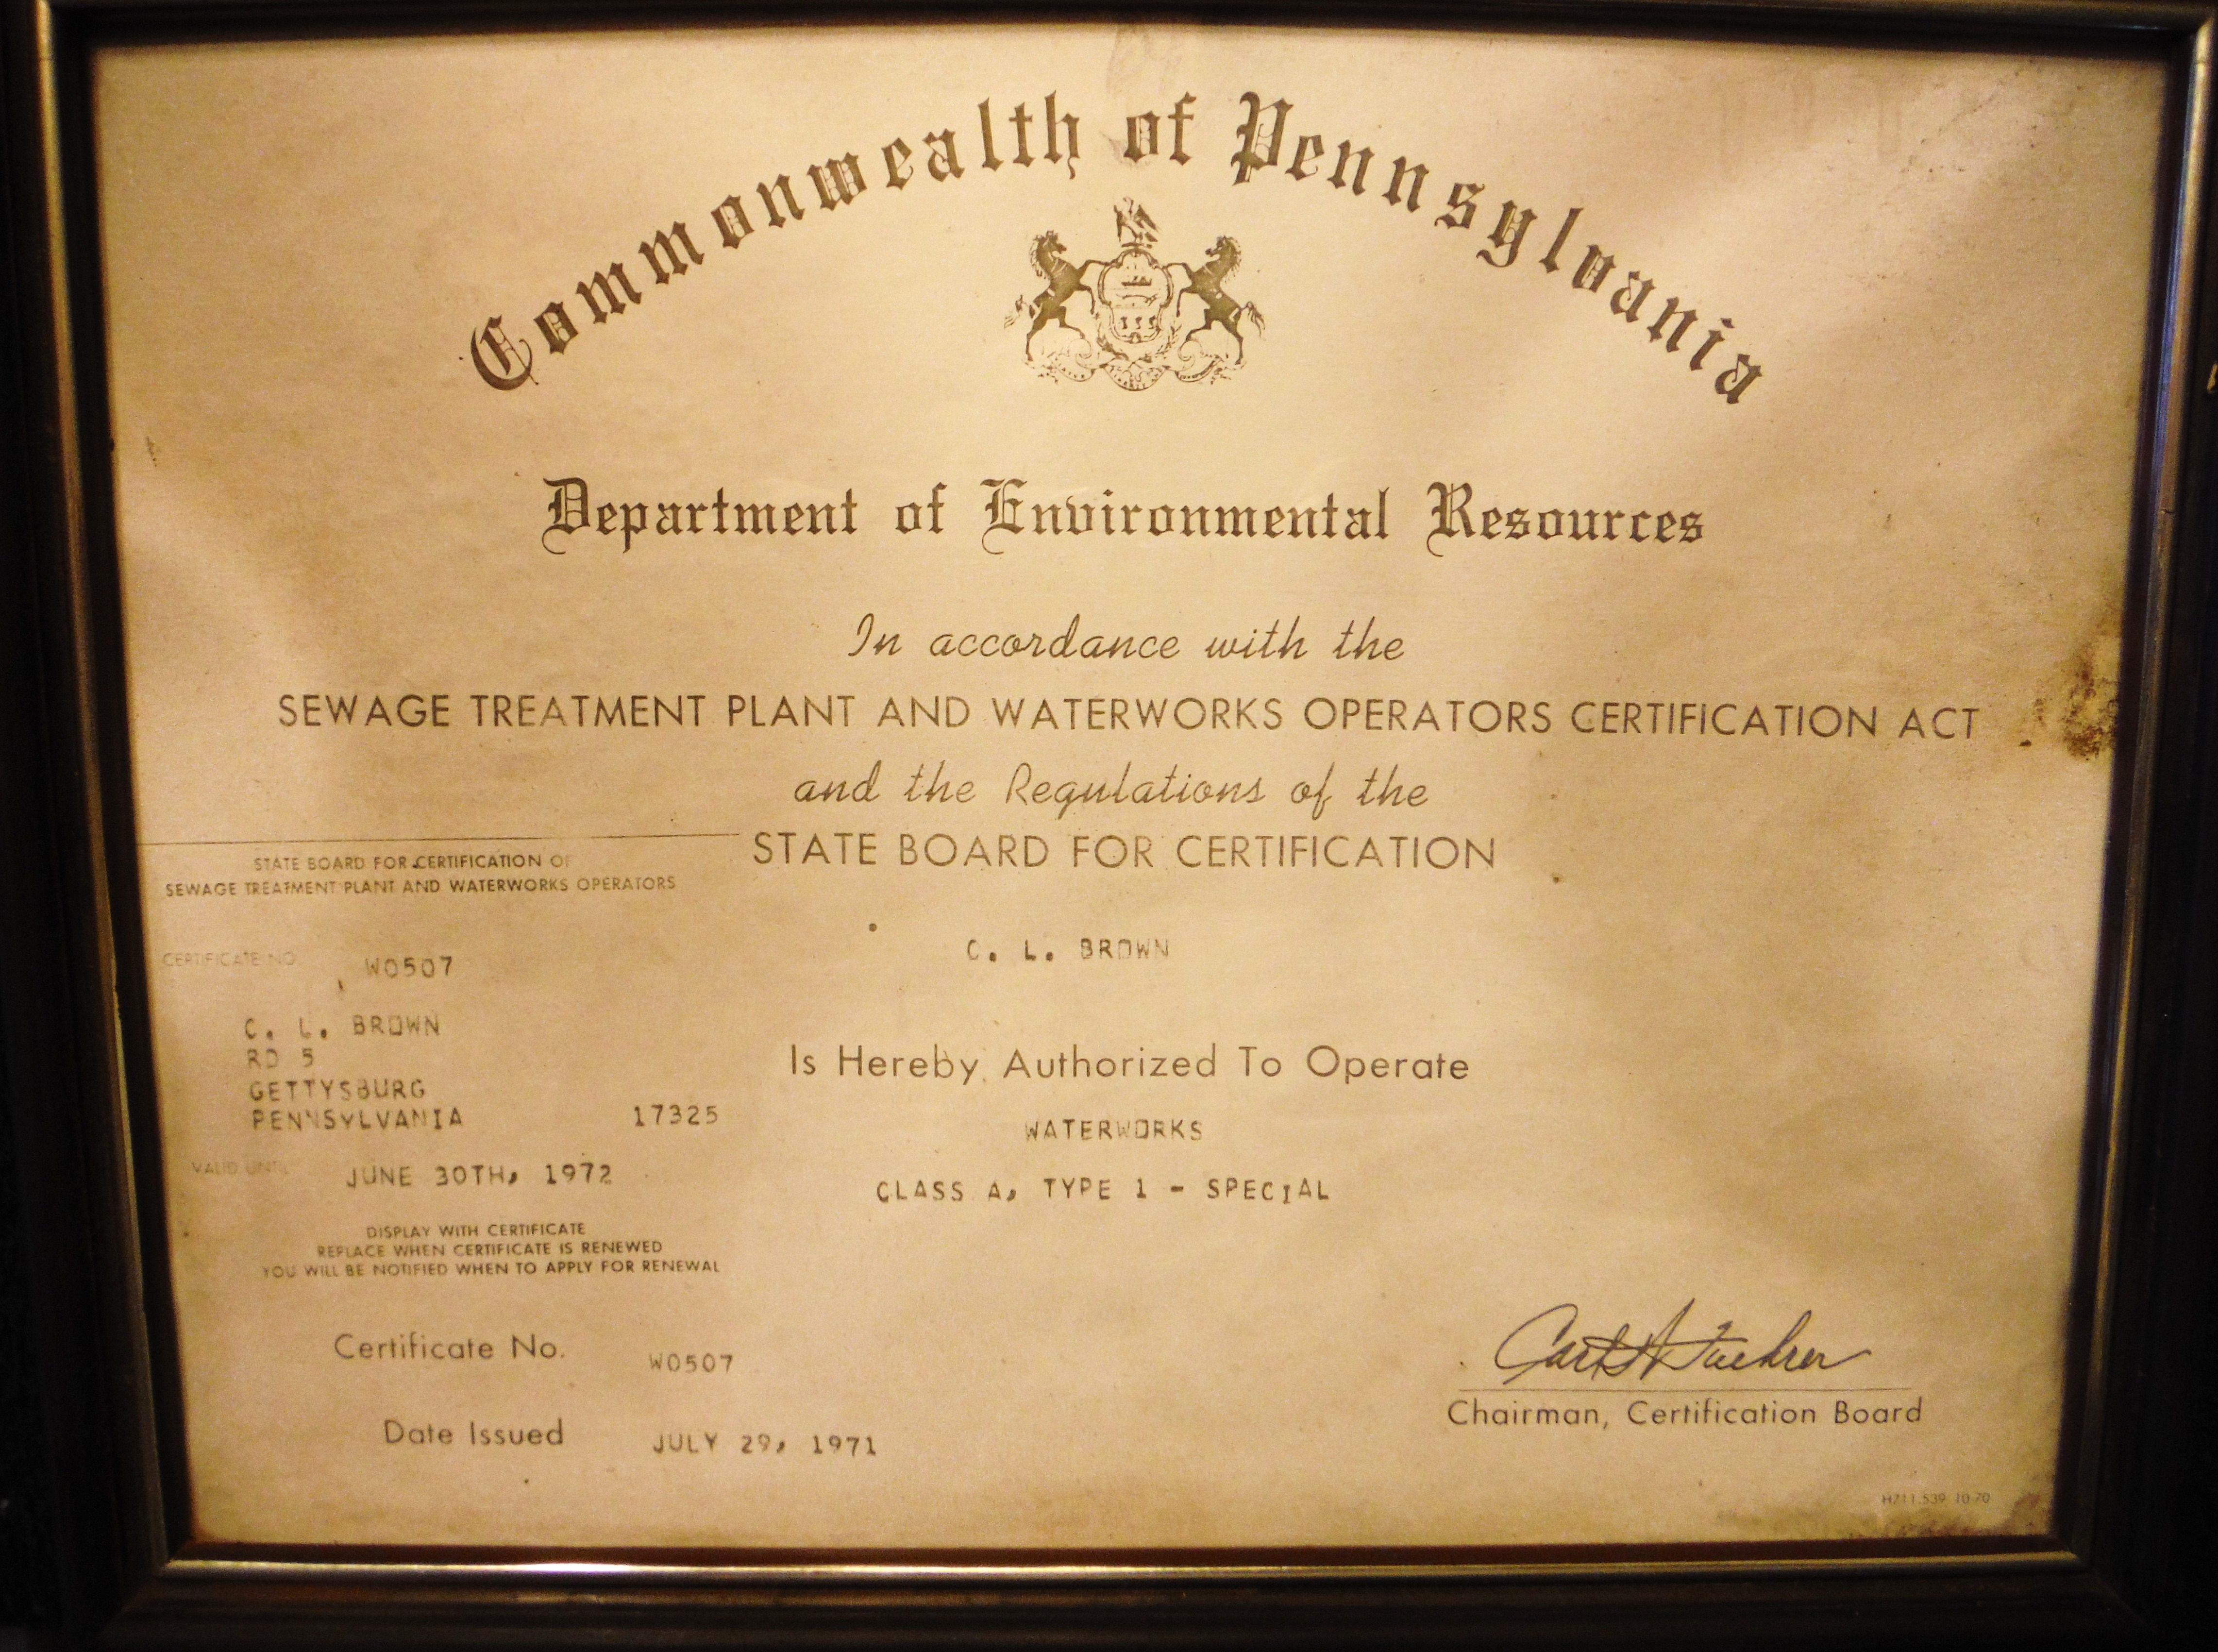 Commonwealth of Pennsylvania
Department of Environmental Resources
In accordance with the
SEWAGE TREATMENT PLANT AND WATERWORKS OPERATORS CERTIFICATION ACT
and the Regulations of the
STATE BOARD FOR CERTIFICATION
STATE BOARD FOR CERTIFICATION OF
SEWAGE TREATMENT PLANT AND WATERWORKS OPERATORS
CERTIFICATE NO. W0507
C. L. BROWN
RD 5
GETTYSBURG
PENNSYLVANIA 17325
VALID UNTIL JUNE 30TH, 1972
DISPLAY WITH CERTIFICATE
REPLACE WHEN CERTIFICATE IS RENEWED
YOU WILL BE NOTIFIED WHEN TO APPLY FOR RENEWAL
C. L. BROWN
Is Hereby Authorized To Operate
WATERWORKS
CLASS A, TYPE 1 - SPECIAL
Certificate No. W0507
Date Issued JULY 29, 1971
Chairman, Certification Board
H711.539 10 70